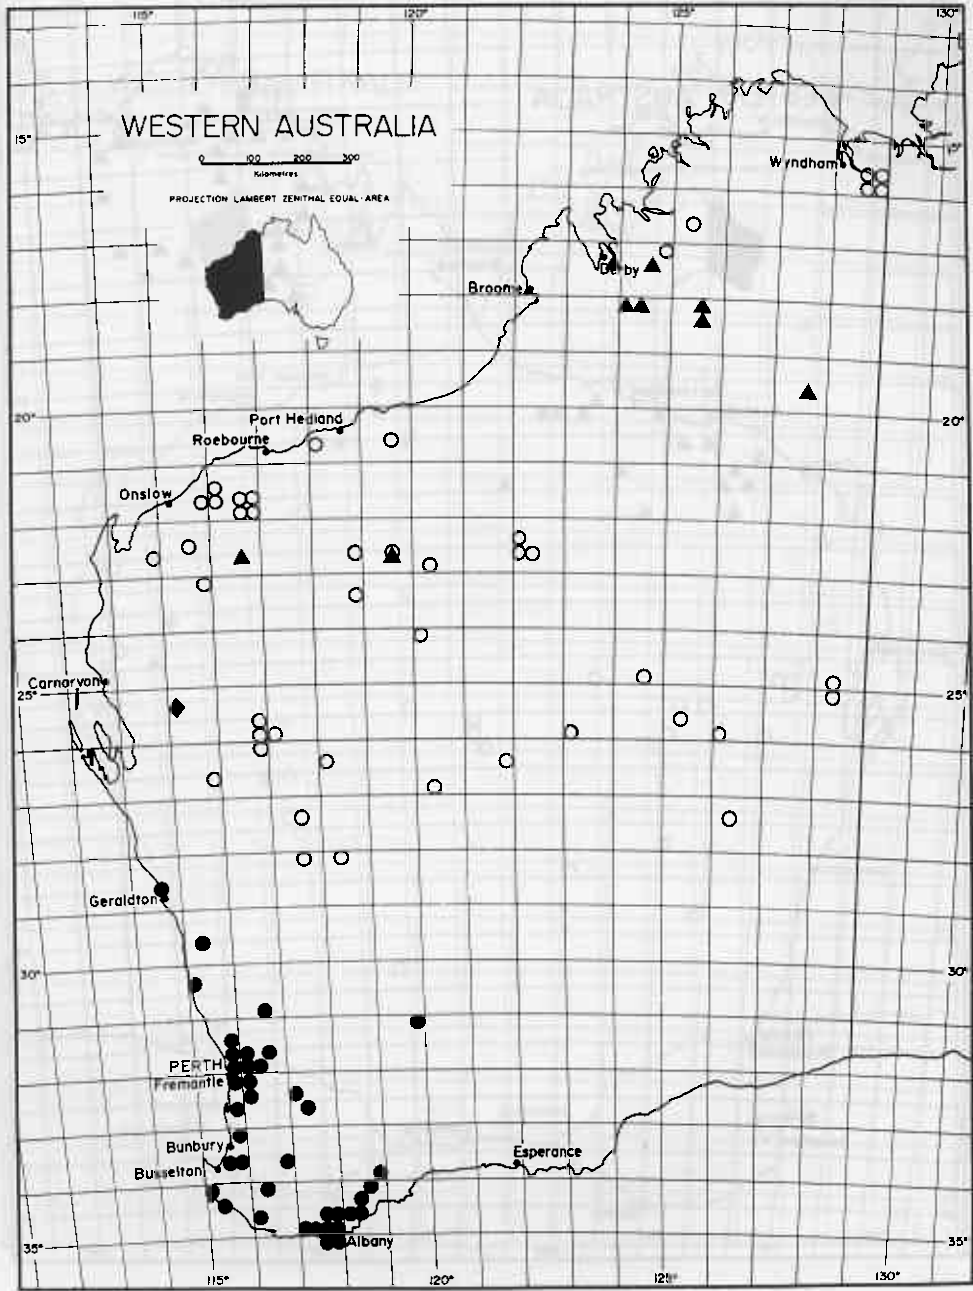 115° 120° 125° 130°
WESTERN AUSTRALIA
15° 15°
0 100 200 300
Kilometres
PROJECTION LAMBERT ZENITHAL EQUAL-AREA
Wyndham
Derby
Broome
Port Hedland
20° 20°
Roebourne
Onslow
Carnarvon
25° 25°
Geraldton
30° 30°
PERTH
Fremantle
Bunbury
Busselton
Esperance
Albany
35° 35°
115° 120° 125° 130°